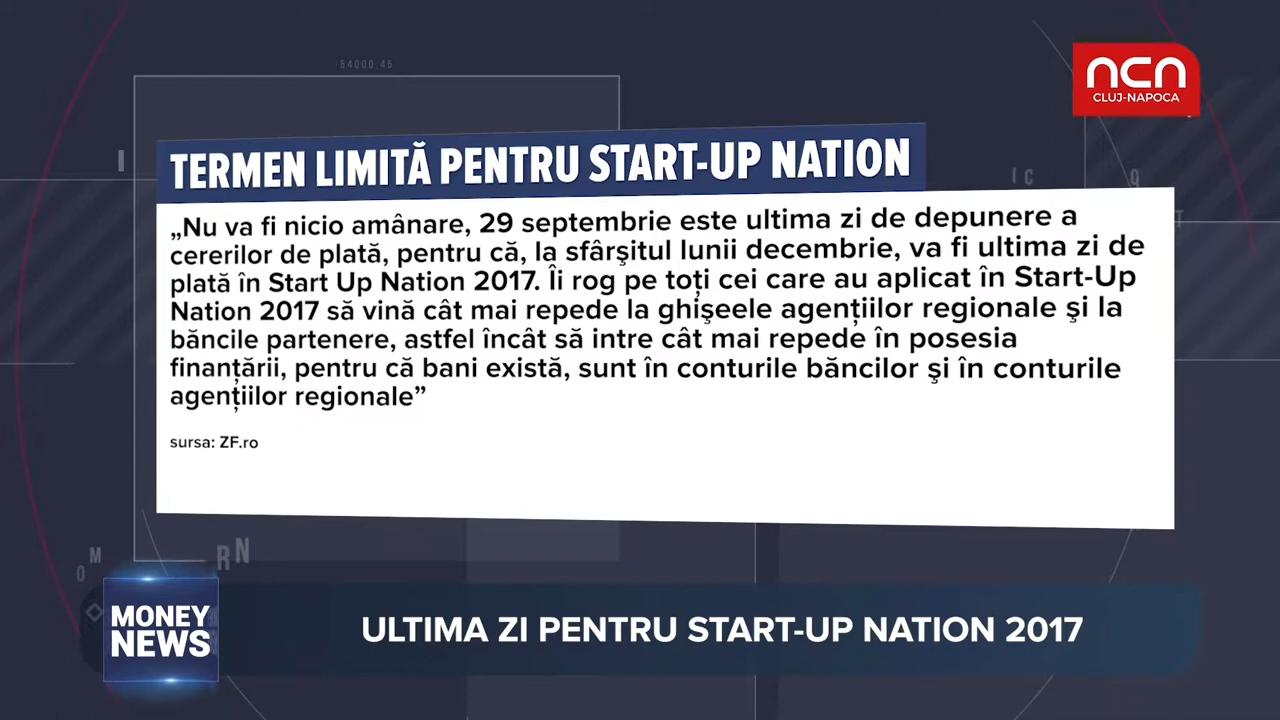 54000.45
ncn
CLUJ-NAPOCA
TERMEN LIMITĂ PENTRU START-UP NATION
„Nu va fi nicio amânare, 29 septembrie este ultima zi de depunere a
cererilor de plată, pentru că, la sfârşitul lunii decembrie, va fi ultima zi de
plată în Start Up Nation 2017. Îi rog pe toți cei care au aplicat în Start-Up
Nation 2017 să vină cât mai repede la ghişeele agențiilor regionale şi la
băncile partenere, astfel încât să intre cât mai repede în posesia
finanțării, pentru că bani există, sunt în conturile băncilor şi în conturile
agențiilor regionale”
sursa: ZF.ro
MONEY
NEWS
ULTIMA ZI PENTRU START-UP NATION 2017